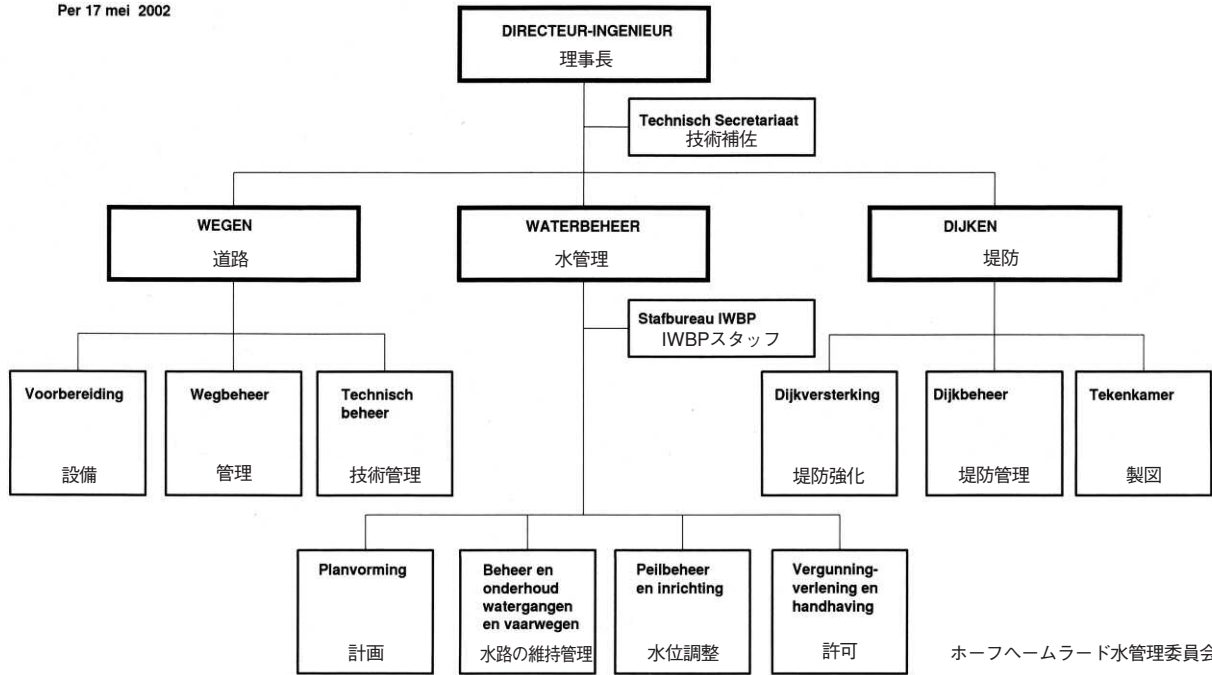 Per 17 mei 2002
DIRECTEUR-INGENIEUR
理事長
Technisch Secretariaat
技術補佐
WEGEN
道路
WATERBEHEER
水管理
DIJKEN
堤防
Stafbureau IWBP
IWBPスタッフ
Voorbereiding
設備
Wegbeheer
管理
Technisch
beheer
技術管理
Dijkversterking
堤防強化
Dijkbeheer
堤防管理
Tekenkamer
製図
Planvorming
計画
Beheer en
onderhoud
watergangen
en vaarwegen
水路の維持管理
Peilbeheer
en inrichting
水位調整
Vergunning-
verlening en
handhaving
許可
ホーフヘームラード水管理委員会